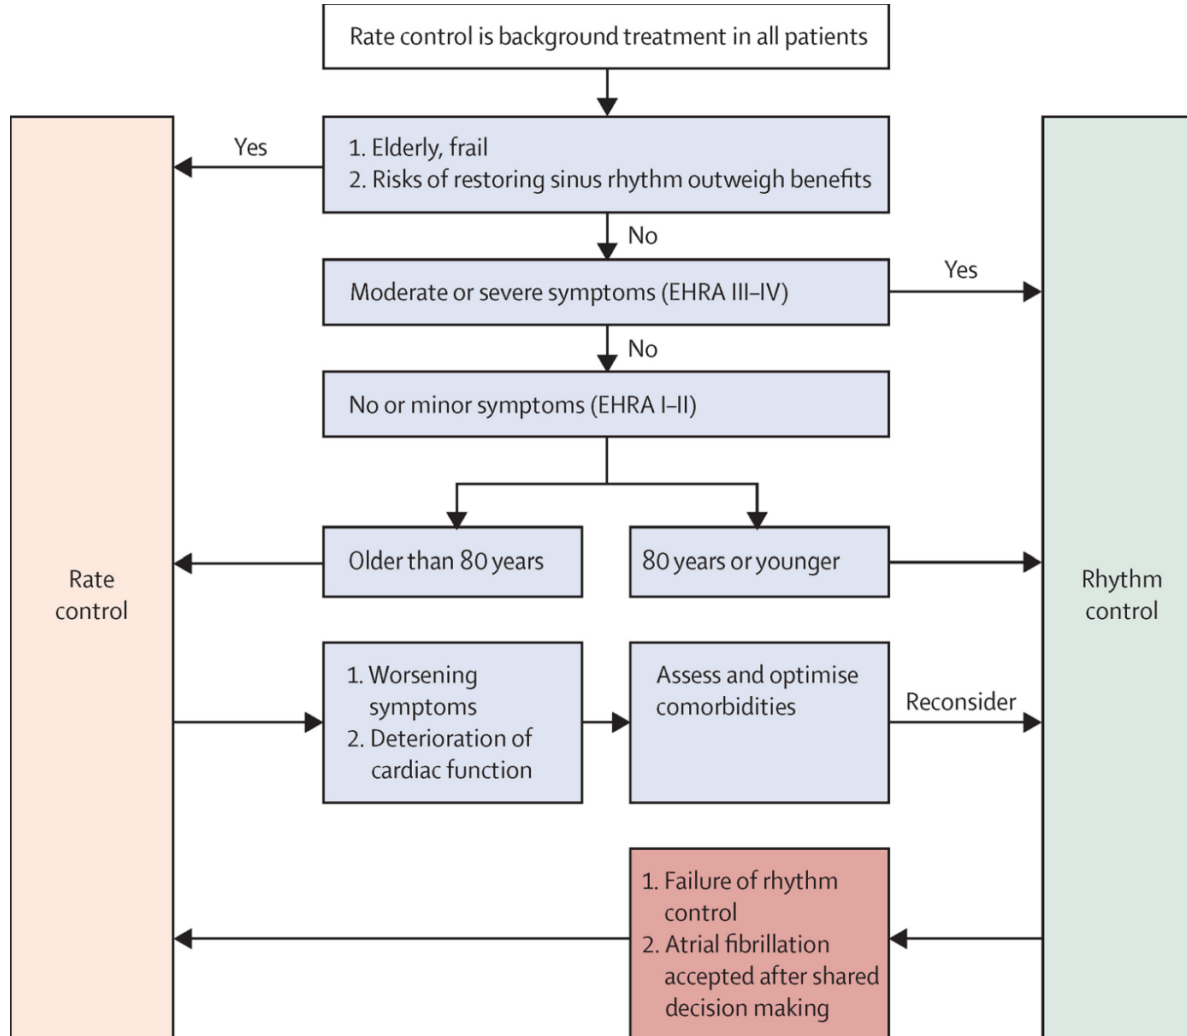 Rate control is background treatment in all patients
Yes
1. Elderly, frail
2. Risks of restoring sinus rhythm outweigh benefits
No
Moderate or severe symptoms (EHRA III–IV)
Yes
No
No or minor symptoms (EHRA I–II)
Older than 80 years
80 years or younger
Rate
control
Rhythm
control
1. Worsening
symptoms
2. Deterioration of
cardiac function
Assess and optimise
comorbidities
Reconsider
1. Failure of rhythm
control
2. Atrial fibrillation
accepted after shared
decision making